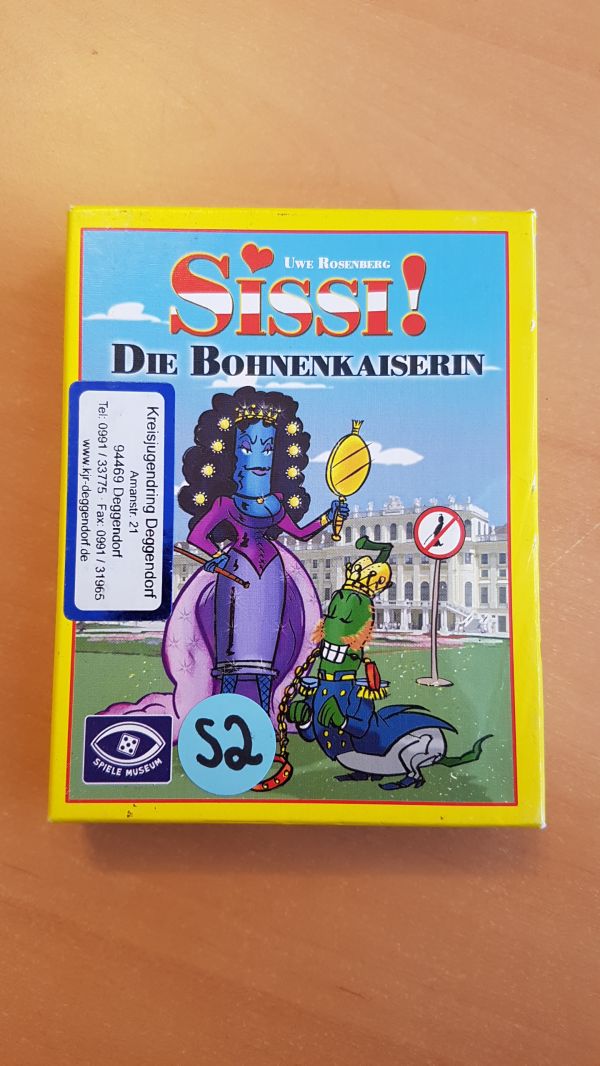 Uwe Rosenberg
Sissi!
Die Bohnenkaiserin
Kreisjugendring Deggendorf
Amanstr. 21
94469 Deggendorf
Tel: 0991 / 33775 · Fax: 0991 / 31965
www.kjr-deggendorf.de
SPIELE MUSEUM
S2